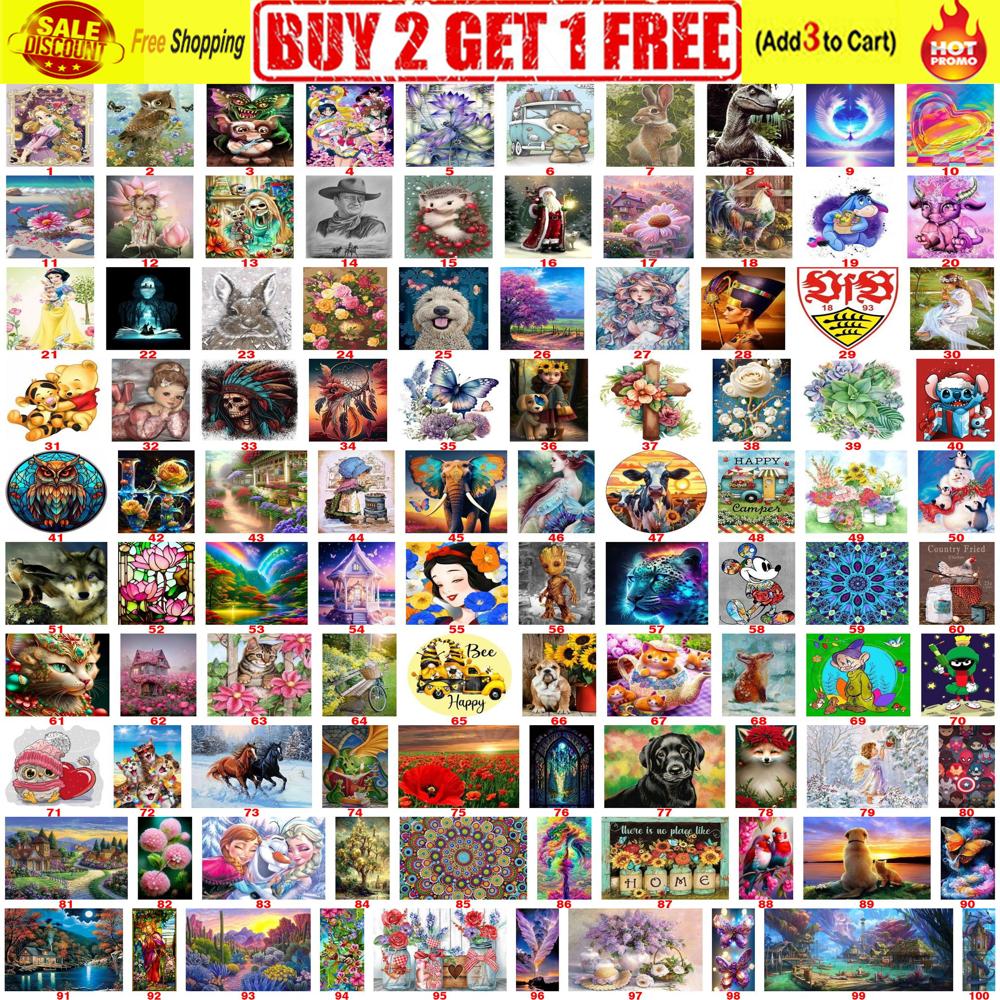 SALE
DISCOUNT
Free Shopping
BUY 2 GET 1 FREE
(Add3 to Cart)
HOT
PROMO
1 2 3 4 5 6 7 8 9 10
11 12 13 14 15 16 17 18 19 20
VfB
18 93
21 22 23 24 25 26 27 28 29 30
31 32 33 34 35 36 37 38 39 40
LOVE
HAPPY
Camper
41 42 43 44 45 46 47 48 49 50
Country Fried
51 52 53 54 55 56 57 58 59 60
Bee
Happy
61 62 63 64 65 66 67 68 69 70
71 72 73 74 75 76 77 78 79 80
there is no place like
HOME
81 82 83 84 85 86 87 88 89 90
91 92 93 94 95 96 97 98 99 100